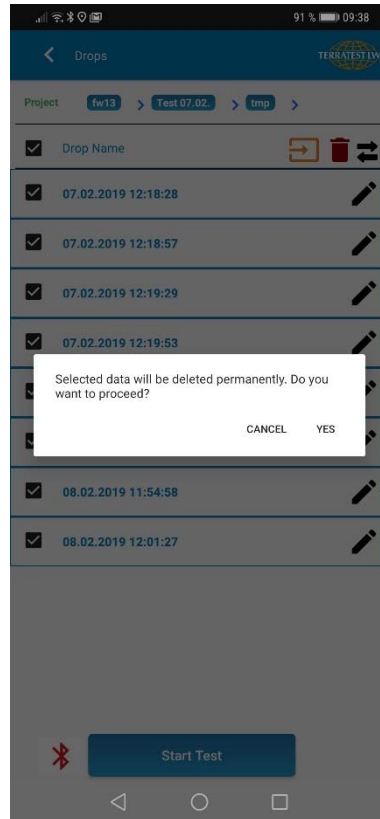 91 % 09:38
Drops
TERRATEST LW
Project fw13 > Test 07.02. > tmp >
Drop Name
07.02.2019 12:18:28
07.02.2019 12:18:57
07.02.2019 12:19:29
07.02.2019 12:19:53
Selected data will be deleted permanently. Do you
want to proceed?
CANCEL YES
08.02.2019 11:54:58
08.02.2019 12:01:27
Start Test